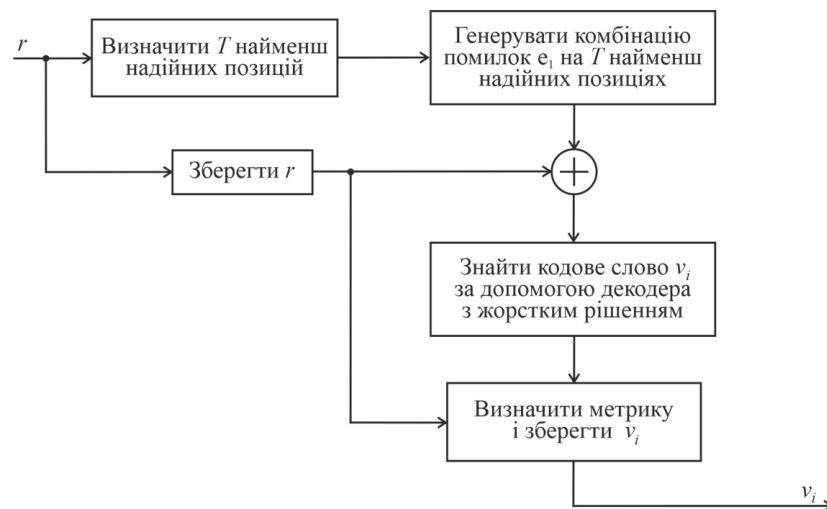 r
Визначити T найменш
надійних позицій
Генерувати комбінацію
помилок e₁ на T найменш
надійних позиціях
Зберегти r
Знайти кодове слово vᵢ
за допомогою декодера
з жорстким рішенням
Визначити метрику
і зберегти vᵢ
vᵢ